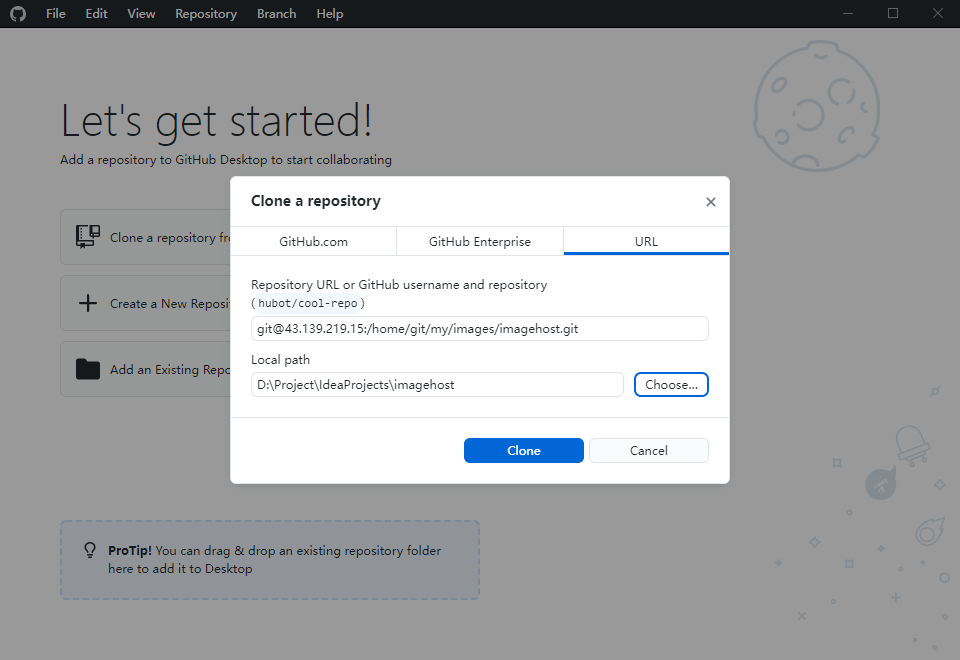 File Edit View Repository Branch Help
Let's get started!
Add a repository to GitHub Desktop to start collaborating
Clone a repository
GitHub.com GitHub Enterprise URL
Clone a repository fr
Repository URL or GitHub username and repository
(hubot/cool-repo)
Create a New Reposi
git@43.139.219.15:/home/git/my/images/imagehost.git
Local path
Add an Existing Repo
D:\Project\IdeaProjects\imagehost
Choose...
Clone Cancel
ProTip! You can drag & drop an existing repository folder
here to add it to Desktop